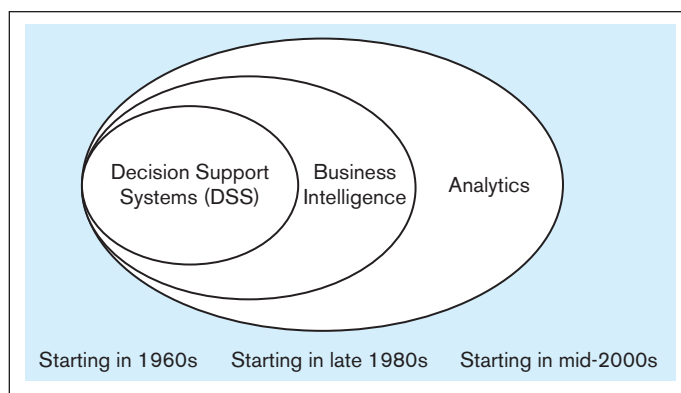 Decision Support
Systems (DSS)
Business
Intelligence
Analytics
Starting in 1960s
Starting in late 1980s
Starting in mid-2000s